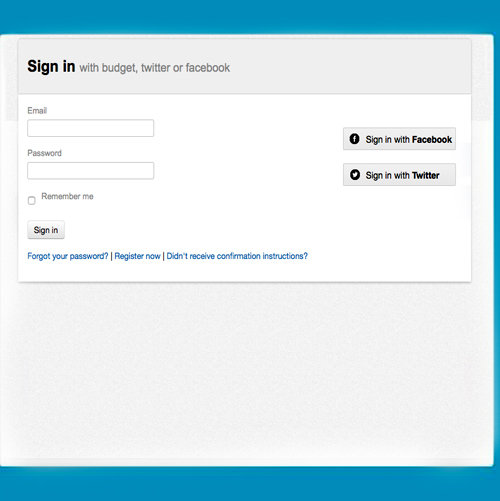 Sign in with budget, twitter or facebook
Email
Password
Remember me
Sign in
Forgot your password? | Register now | Didn't receive confirmation instructions?
Sign in with Facebook
Sign in with Twitter